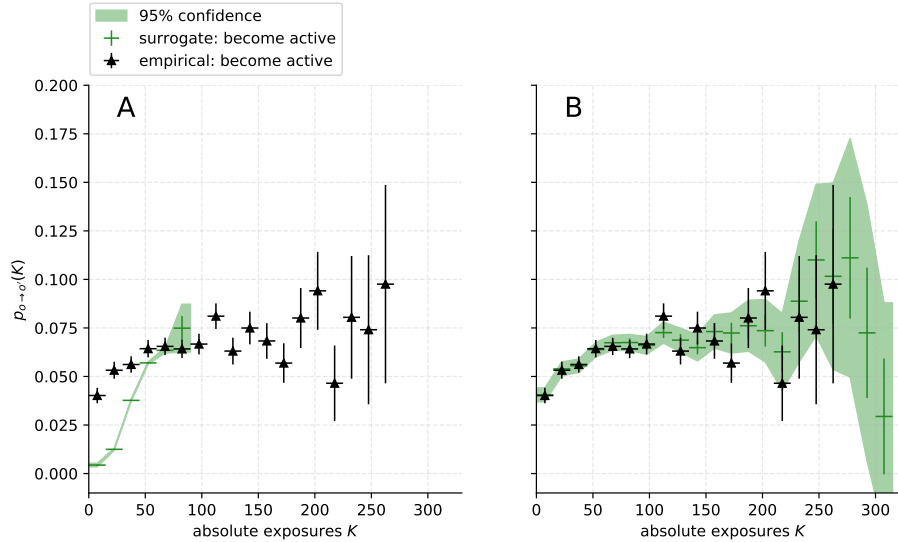 95% confidence
surrogate: become active
empirical: become active
A
B
0.200
0.175
0.150
0.125
0.100
0.075
0.050
0.025
0.000
p_{o→o'}(K)
0 50 100 150 200 250 300
0 50 100 150 200 250 300
absolute exposures K
absolute exposures K